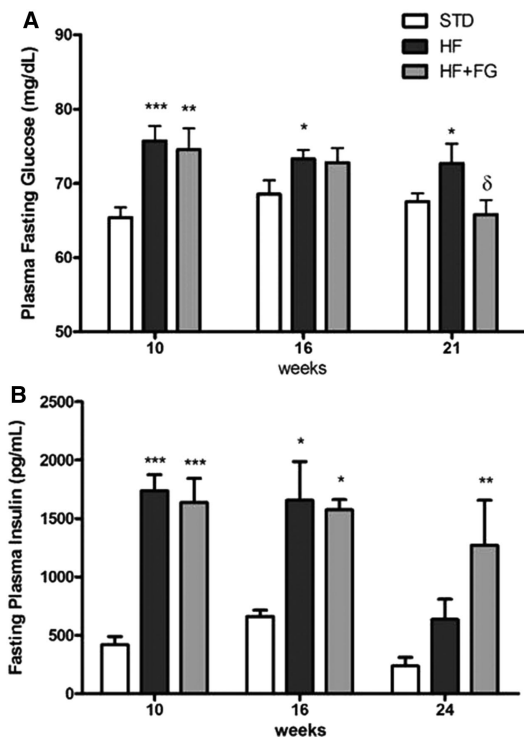 A
STD
HF
HF+FG
Plasma Fasting Glucose (mg/dL)
90
80
70
60
50
*** ** * * δ
10 16 21
weeks
B
Fasting Plasma Insulin (pg/mL)
2500
2000
1500
1000
500
0
*** *** * * **
10 16 24
weeks